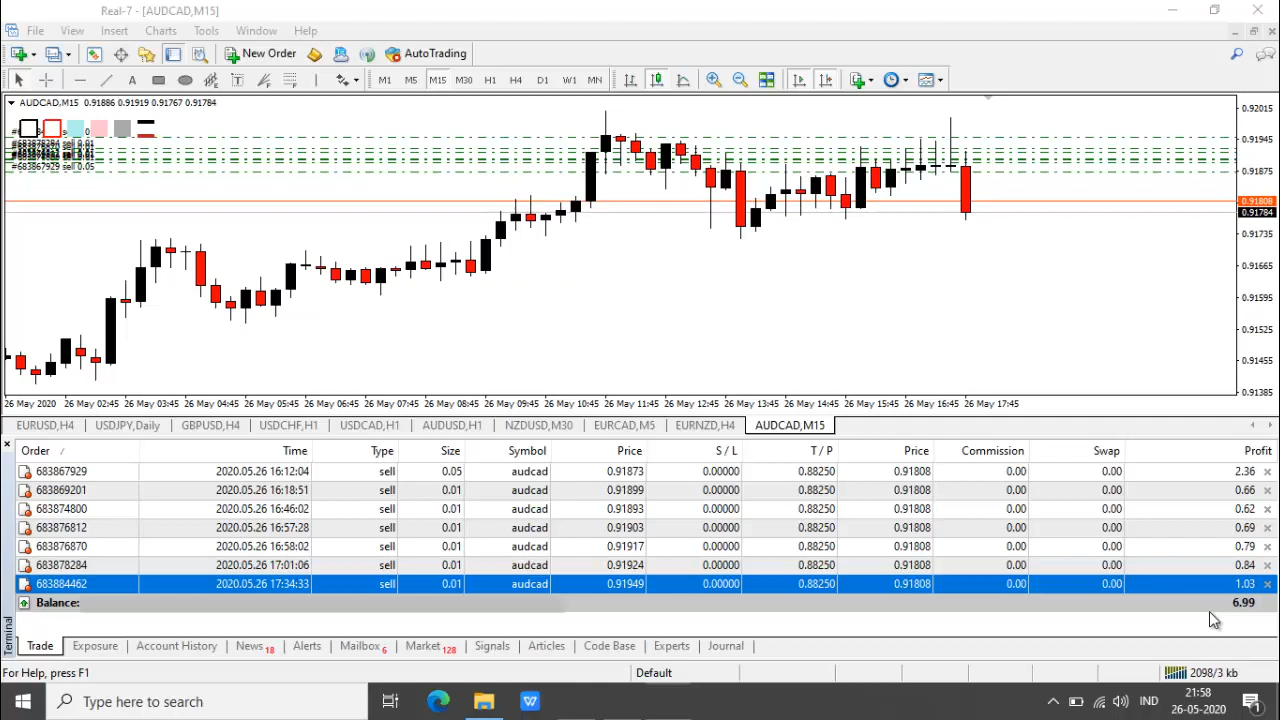 Real-7 - [AUDCAD,M15]
File View Insert Charts Tools Window Help
New Order AutoTrading
A T M1 M5 M15 M30 H1 H4 D1 W1 MN
AUDCAD,M15 0.91886 0.91919 0.91767 0.91784
0.92015
0.91945
0.91875
0.91808
0.91784
0.91735
0.91665
0.91595
0.91525
0.91455
0.91385
#683867929 sell 0.05
26 May 2020 26 May 02:45 26 May 03:45 26 May 04:45 26 May 05:45 26 May 06:45 26 May 07:45 26 May 08:45 26 May 09:45 26 May 10:45 26 May 11:45 26 May 12:45 26 May 13:45 26 May 14:45 26 May 15:45 26 May 16:45 26 May 17:45
EURUSD,H4 USDJPY,Daily GBPUSD,H4 USDCHF,H1 USDCAD,H1 AUDUSD,H1 NZDUSD,M30 EURCAD,M5 EURNZD,H4 AUDCAD,M15
Order Time Type Size Symbol Price S / L T / P Price Commission Swap Profit
683867929 2020.05.26 16:12:04 sell 0.05 audcad 0.91873 0.00000 0.88250 0.91808 0.00 0.00 2.36
683869201 2020.05.26 16:18:51 sell 0.01 audcad 0.91899 0.00000 0.88250 0.91808 0.00 0.00 0.66
683874800 2020.05.26 16:46:02 sell 0.01 audcad 0.91893 0.00000 0.88250 0.91808 0.00 0.00 0.62
683876812 2020.05.26 16:57:28 sell 0.01 audcad 0.91903 0.00000 0.88250 0.91808 0.00 0.00 0.69
683876870 2020.05.26 16:58:02 sell 0.01 audcad 0.91917 0.00000 0.88250 0.91808 0.00 0.00 0.79
683878284 2020.05.26 17:01:06 sell 0.01 audcad 0.91924 0.00000 0.88250 0.91808 0.00 0.00 0.84
683884462 2020.05.26 17:34:33 sell 0.01 audcad 0.91949 0.00000 0.88250 0.91808 0.00 0.00 1.03
Balance: 6.99
Terminal
Trade Exposure Account History News 18 Alerts Mailbox 6 Market 128 Signals Articles Code Base Experts Journal
For Help, press F1 Default 2098/3 kb
Type here to search W IND 21:58
26-05-2020 1